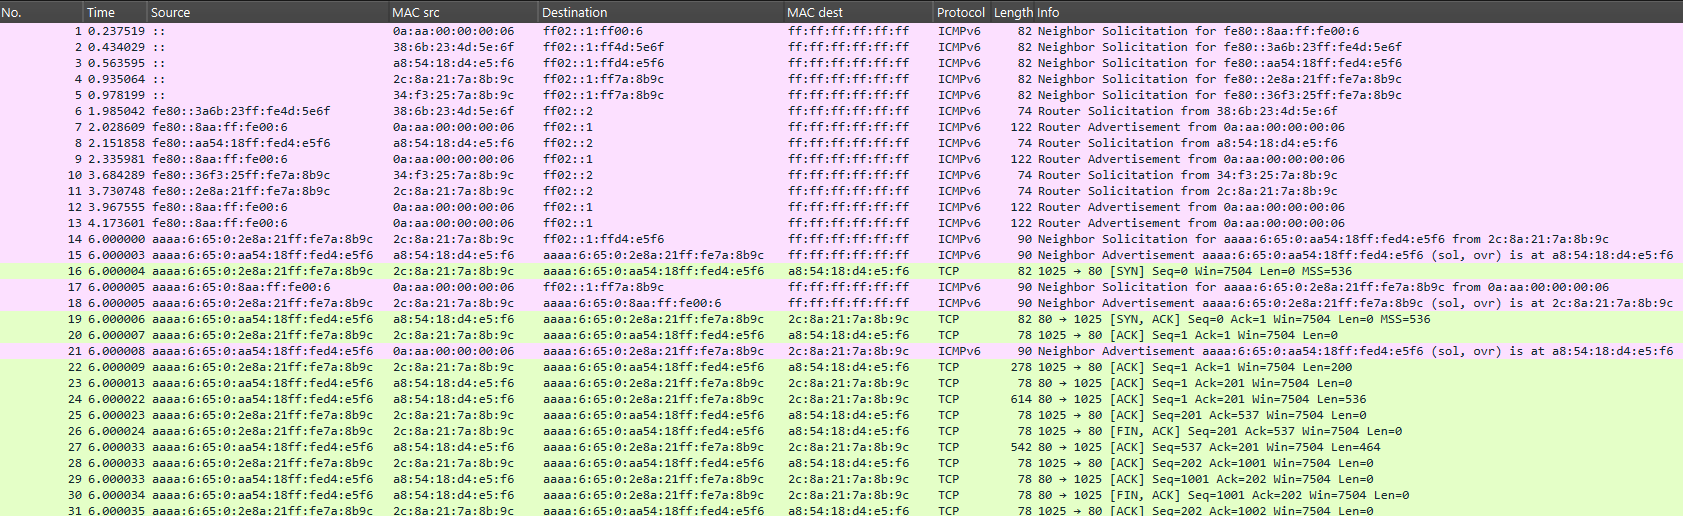 No. Time Source MAC src Destination MAC dest Protocol Length Info
1 0.237519 :: 0a:aa:00:00:00:06 ff02::1:ff00:6 ff:ff:ff:ff:ff:ff ICMPv6 82 Neighbor Solicitation for fe80::8aa:ff:fe00:6
2 0.434029 :: 38:6b:23:4d:5e:6f ff02::1:ff4d:5e6f ff:ff:ff:ff:ff:ff ICMPv6 82 Neighbor Solicitation for fe80::3a6b:23ff:fe4d:5e6f
3 0.563595 :: a8:54:18:d4:e5:f6 ff02::1:ffd4:e5f6 ff:ff:ff:ff:ff:ff ICMPv6 82 Neighbor Solicitation for fe80::aa54:18ff:fed4:e5f6
4 0.935064 :: 2c:8a:21:7a:8b:9c ff02::1:ff7a:8b9c ff:ff:ff:ff:ff:ff ICMPv6 82 Neighbor Solicitation for fe80::2e8a:21ff:fe7a:8b9c
5 0.978199 :: 34:f3:25:7a:8b:9c ff02::1:ff7a:8b9c ff:ff:ff:ff:ff:ff ICMPv6 82 Neighbor Solicitation for fe80::36f3:25ff:fe7a:8b9c
6 1.985042 fe80::3a6b:23ff:fe4d:5e6f 38:6b:23:4d:5e:6f ff02::2 ff:ff:ff:ff:ff:ff ICMPv6 74 Router Solicitation from 38:6b:23:4d:5e:6f
7 2.028609 fe80::8aa:ff:fe00:6 0a:aa:00:00:00:06 ff02::1 ff:ff:ff:ff:ff:ff ICMPv6 122 Router Advertisement from 0a:aa:00:00:00:06
8 2.151858 fe80::aa54:18ff:fed4:e5f6 a8:54:18:d4:e5:f6 ff02::2 ff:ff:ff:ff:ff:ff ICMPv6 74 Router Solicitation from a8:54:18:d4:e5:f6
9 2.335981 fe80::8aa:ff:fe00:6 0a:aa:00:00:00:06 ff02::1 ff:ff:ff:ff:ff:ff ICMPv6 122 Router Advertisement from 0a:aa:00:00:00:06
10 3.684289 fe80::36f3:25ff:fe7a:8b9c 34:f3:25:7a:8b:9c ff02::2 ff:ff:ff:ff:ff:ff ICMPv6 74 Router Solicitation from 34:f3:25:7a:8b:9c
11 3.730748 fe80::2e8a:21ff:fe7a:8b9c 2c:8a:21:7a:8b:9c ff02::2 ff:ff:ff:ff:ff:ff ICMPv6 74 Router Solicitation from 2c:8a:21:7a:8b:9c
12 3.967555 fe80::8aa:ff:fe00:6 0a:aa:00:00:00:06 ff02::1 ff:ff:ff:ff:ff:ff ICMPv6 122 Router Advertisement from 0a:aa:00:00:00:06
13 4.173601 fe80::8aa:ff:fe00:6 0a:aa:00:00:00:06 ff02::1 ff:ff:ff:ff:ff:ff ICMPv6 122 Router Advertisement from 0a:aa:00:00:00:06
14 6.000000 aaaa:6:65:0:2e8a:21ff:fe7a:8b9c 2c:8a:21:7a:8b:9c ff02::1:ffd4:e5f6 ff:ff:ff:ff:ff:ff ICMPv6 90 Neighbor Solicitation for aaaa:6:65:0:aa54:18ff:fed4:e5f6 from 2c:8a:21:7a:8b:9c
15 6.000003 aaaa:6:65:0:aa54:18ff:fed4:e5f6 a8:54:18:d4:e5:f6 aaaa:6:65:0:2e8a:21ff:fe7a:8b9c ff:ff:ff:ff:ff:ff ICMPv6 90 Neighbor Advertisement aaaa:6:65:0:aa54:18ff:fed4:e5f6 (sol, ovr) is at a8:54:18:d4:e5:f6
16 6.000004 aaaa:6:65:0:2e8a:21ff:fe7a:8b9c 2c:8a:21:7a:8b:9c aaaa:6:65:0:aa54:18ff:fed4:e5f6 a8:54:18:d4:e5:f6 TCP 82 1025 → 80 [SYN] Seq=0 Win=7504 Len=0 MSS=536
17 6.000005 aaaa:6:65:0:8aa:ff:fe00:6 0a:aa:00:00:00:06 ff02::1:ff7a:8b9c ff:ff:ff:ff:ff:ff ICMPv6 90 Neighbor Solicitation for aaaa:6:65:0:2e8a:21ff:fe7a:8b9c from 0a:aa:00:00:00:06
18 6.000005 aaaa:6:65:0:2e8a:21ff:fe7a:8b9c 2c:8a:21:7a:8b:9c aaaa:6:65:0:8aa:ff:fe00:6 ff:ff:ff:ff:ff:ff ICMPv6 90 Neighbor Advertisement aaaa:6:65:0:2e8a:21ff:fe7a:8b9c (sol, ovr) is at 2c:8a:21:7a:8b:9c
19 6.000006 aaaa:6:65:0:aa54:18ff:fed4:e5f6 a8:54:18:d4:e5:f6 aaaa:6:65:0:2e8a:21ff:fe7a:8b9c 2c:8a:21:7a:8b:9c TCP 82 80 → 1025 [SYN, ACK] Seq=0 Ack=1 Win=7504 Len=0 MSS=536
20 6.000007 aaaa:6:65:0:2e8a:21ff:fe7a:8b9c 2c:8a:21:7a:8b:9c aaaa:6:65:0:aa54:18ff:fed4:e5f6 a8:54:18:d4:e5:f6 TCP 78 1025 → 80 [ACK] Seq=1 Ack=1 Win=7504 Len=0
21 6.000008 aaaa:6:65:0:aa54:18ff:fed4:e5f6 0a:aa:00:00:00:06 aaaa:6:65:0:2e8a:21ff:fe7a:8b9c 2c:8a:21:7a:8b:9c ICMPv6 90 Neighbor Advertisement aaaa:6:65:0:aa54:18ff:fed4:e5f6 (sol, ovr) is at a8:54:18:d4:e5:f6
22 6.000009 aaaa:6:65:0:2e8a:21ff:fe7a:8b9c 2c:8a:21:7a:8b:9c aaaa:6:65:0:aa54:18ff:fed4:e5f6 a8:54:18:d4:e5:f6 TCP 278 1025 → 80 [ACK] Seq=1 Ack=1 Win=7504 Len=200
23 6.000013 aaaa:6:65:0:aa54:18ff:fed4:e5f6 a8:54:18:d4:e5:f6 aaaa:6:65:0:2e8a:21ff:fe7a:8b9c 2c:8a:21:7a:8b:9c TCP 78 80 → 1025 [ACK] Seq=1 Ack=201 Win=7504 Len=0
24 6.000022 aaaa:6:65:0:aa54:18ff:fed4:e5f6 a8:54:18:d4:e5:f6 aaaa:6:65:0:2e8a:21ff:fe7a:8b9c 2c:8a:21:7a:8b:9c TCP 614 80 → 1025 [ACK] Seq=1 Ack=201 Win=7504 Len=536
25 6.000023 aaaa:6:65:0:2e8a:21ff:fe7a:8b9c 2c:8a:21:7a:8b:9c aaaa:6:65:0:aa54:18ff:fed4:e5f6 a8:54:18:d4:e5:f6 TCP 78 1025 → 80 [ACK] Seq=201 Ack=537 Win=7504 Len=0
26 6.000024 aaaa:6:65:0:2e8a:21ff:fe7a:8b9c 2c:8a:21:7a:8b:9c aaaa:6:65:0:aa54:18ff:fed4:e5f6 a8:54:18:d4:e5:f6 TCP 78 1025 → 80 [FIN, ACK] Seq=201 Ack=537 Win=7504 Len=0
27 6.000033 aaaa:6:65:0:aa54:18ff:fed4:e5f6 a8:54:18:d4:e5:f6 aaaa:6:65:0:2e8a:21ff:fe7a:8b9c 2c:8a:21:7a:8b:9c TCP 542 80 → 1025 [ACK] Seq=537 Ack=201 Win=7504 Len=464
28 6.000033 aaaa:6:65:0:2e8a:21ff:fe7a:8b9c 2c:8a:21:7a:8b:9c aaaa:6:65:0:aa54:18ff:fed4:e5f6 a8:54:18:d4:e5:f6 TCP 78 1025 → 80 [ACK] Seq=202 Ack=1001 Win=7504 Len=0
29 6.000033 aaaa:6:65:0:aa54:18ff:fed4:e5f6 a8:54:18:d4:e5:f6 aaaa:6:65:0:2e8a:21ff:fe7a:8b9c 2c:8a:21:7a:8b:9c TCP 78 80 → 1025 [ACK] Seq=1001 Ack=202 Win=7504 Len=0
30 6.000034 aaaa:6:65:0:aa54:18ff:fed4:e5f6 a8:54:18:d4:e5:f6 aaaa:6:65:0:2e8a:21ff:fe7a:8b9c 2c:8a:21:7a:8b:9c TCP 78 80 → 1025 [FIN, ACK] Seq=1001 Ack=202 Win=7504 Len=0
31 6.000035 aaaa:6:65:0:2e8a:21ff:fe7a:8b9c 2c:8a:21:7a:8b:9c aaaa:6:65:0:aa54:18ff:fed4:e5f6 a8:54:18:d4:e5:f6 TCP 78 1025 → 80 [ACK] Seq=202 Ack=1002 Win=7504 Len=0